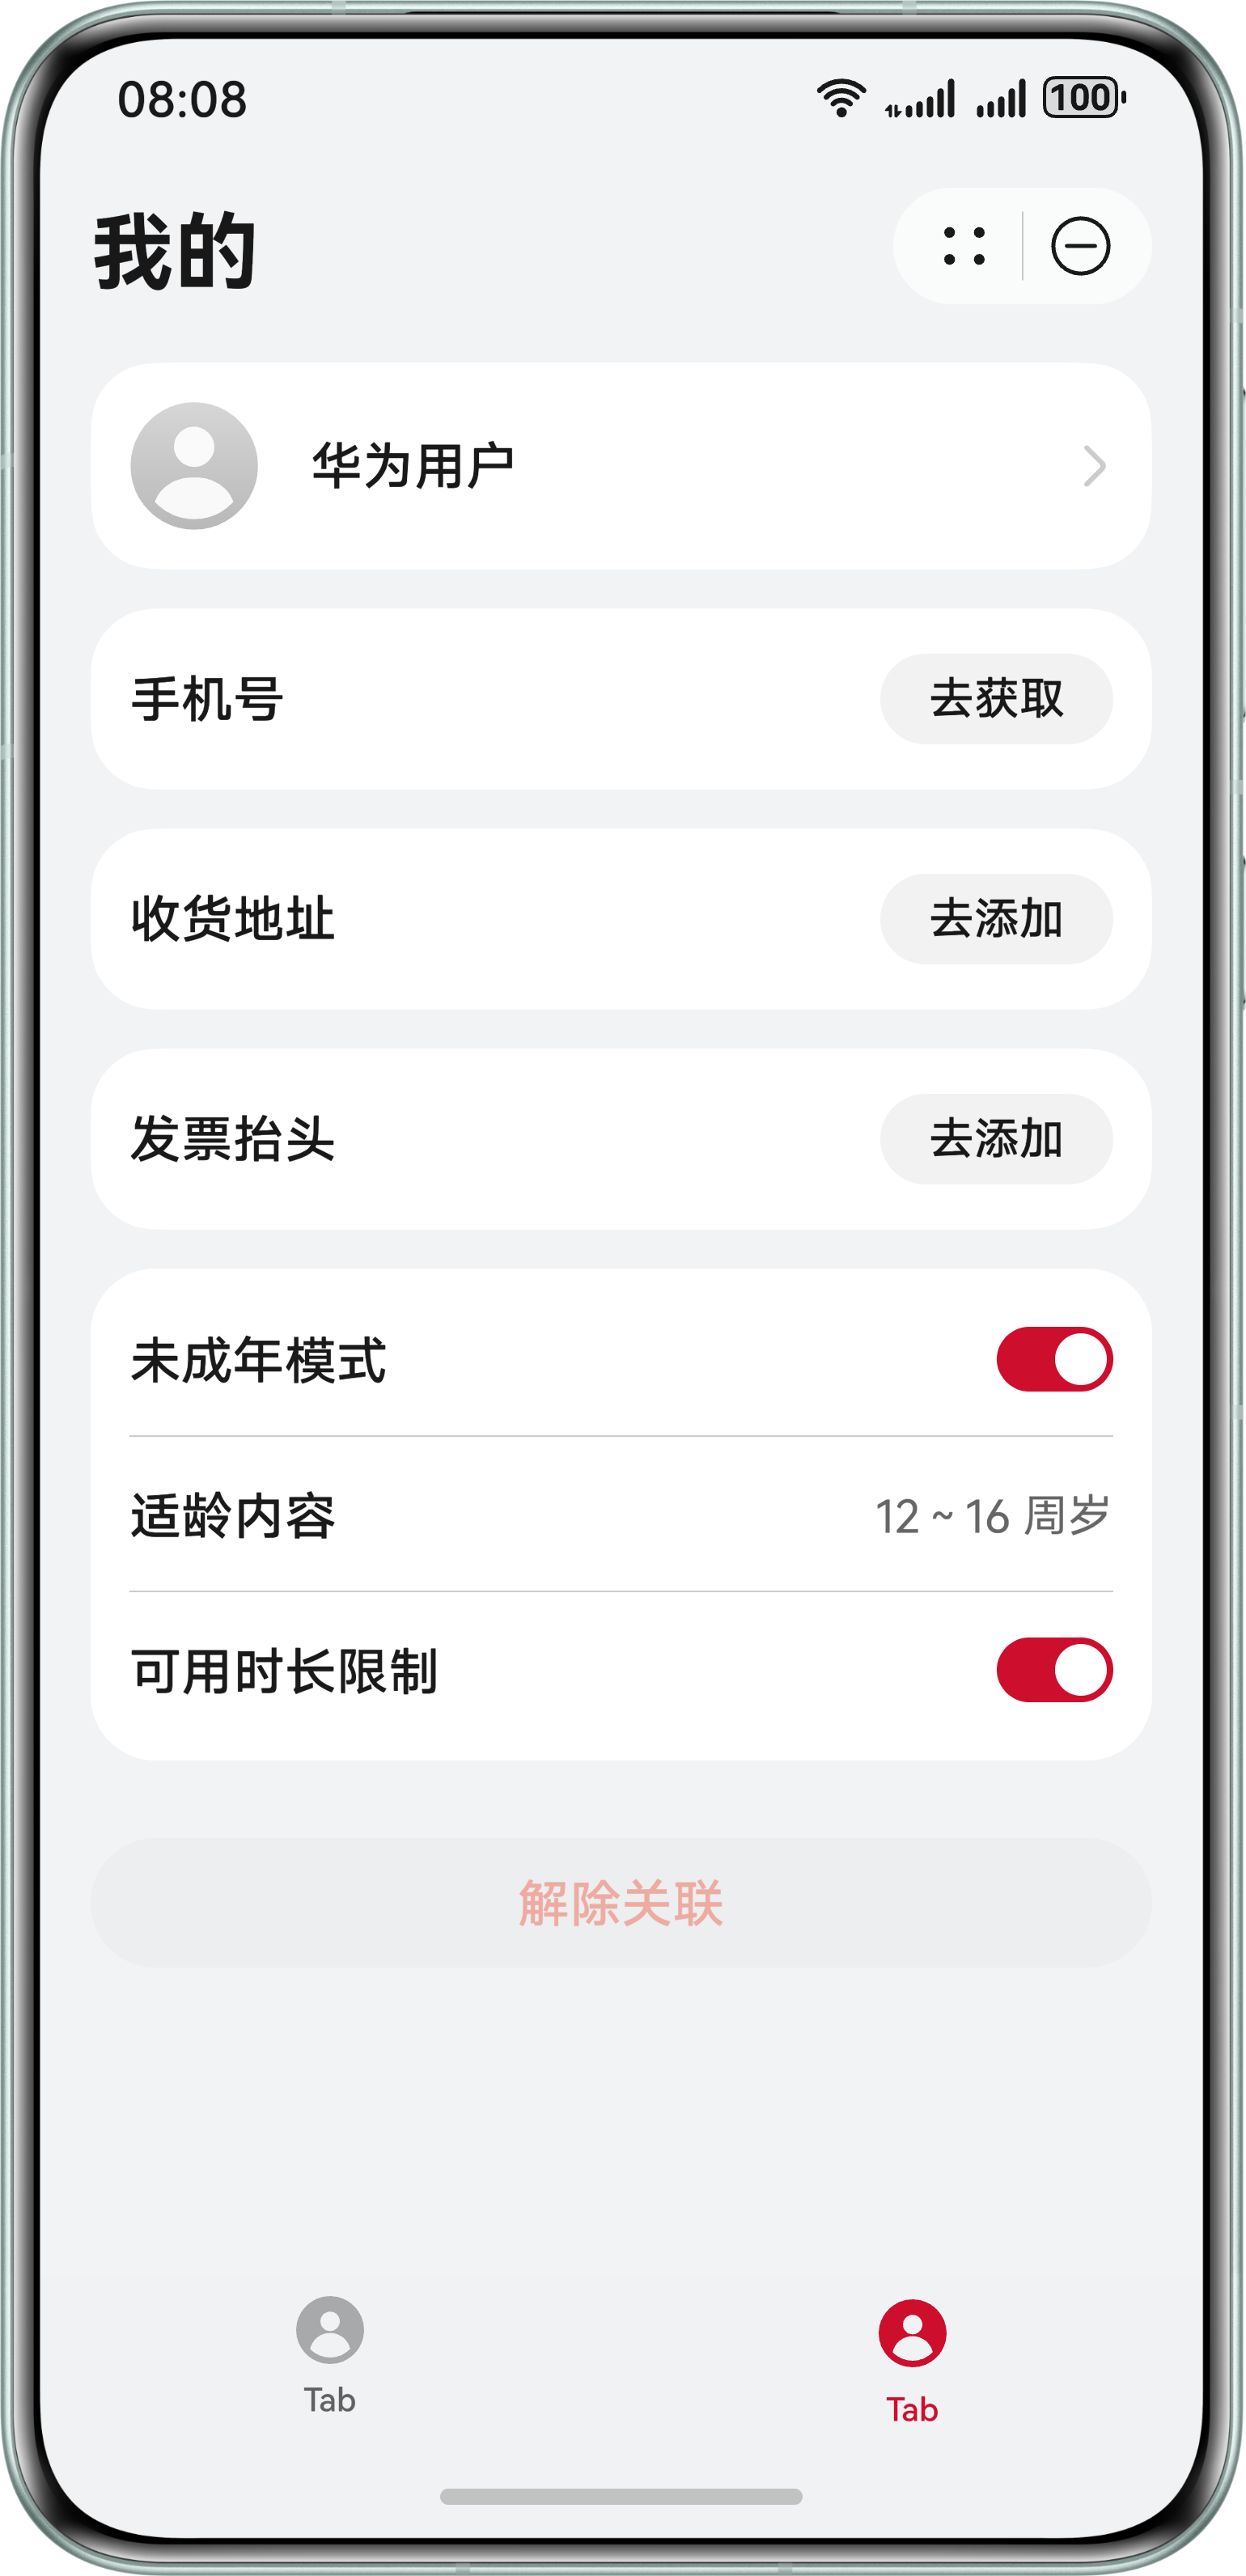 08:08
100
我的
华为用户
手机号
去获取
收货地址
去添加
发票抬头
去添加
未成年模式
适龄内容
12 ~ 16 周岁
可用时长限制
解除关联
Tab
Tab